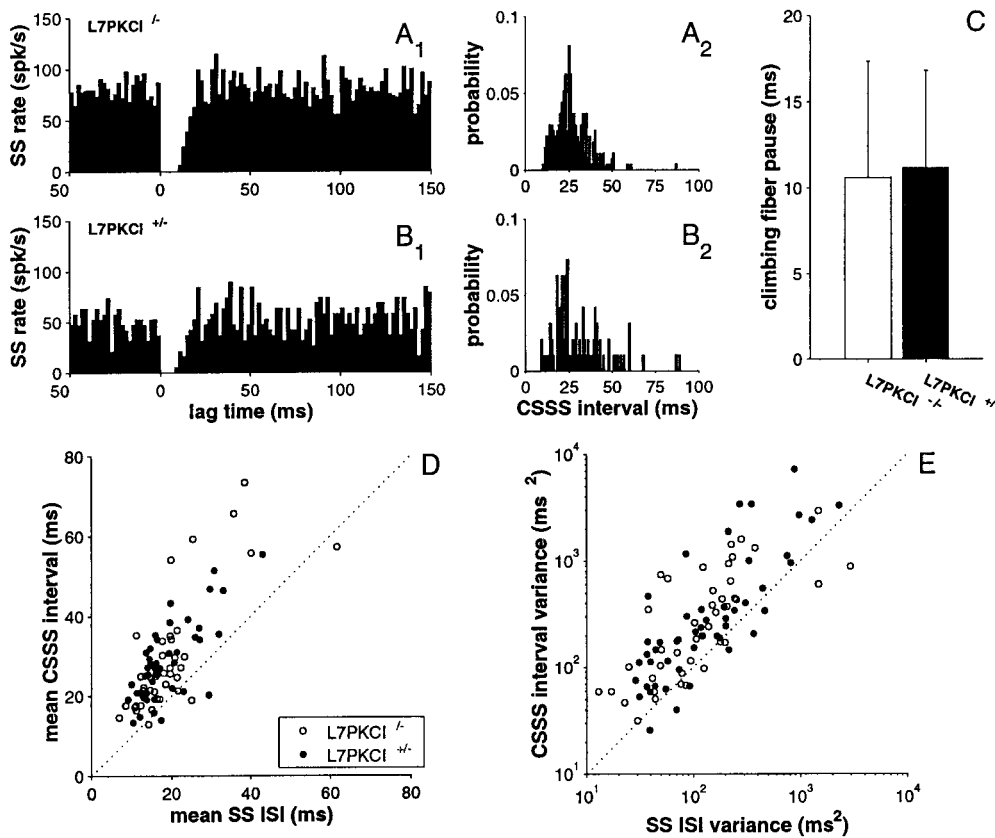 L7PKCI /-
A1
SS rate (spk/s)
150
100
50
0
50 0 50 100 150
A2
probability
0.1
0.05
0
25 50 75 100
C
climbing fiber pause (ms)
20
15
10
5
0
L7PKCI -/-
L7PKCI +/
L7PKCI +/-
B1
SS rate (spk/s)
150
100
50
0
50 0 50 100 150
lag time (ms)
B2
probability
0.1
0.05
0
25 50 75 100
CSSS interval (ms)
D
mean CSSS interval (ms)
80
60
40
20
0
0 20 40 60 80
mean SS ISI (ms)
L7PKCI /-
L7PKCI +/-
E
CSSS interval variance (ms2)
10^4
10^3
10^2
10^1
10^1 10^2 10^3 10^4
SS ISI variance (ms2)